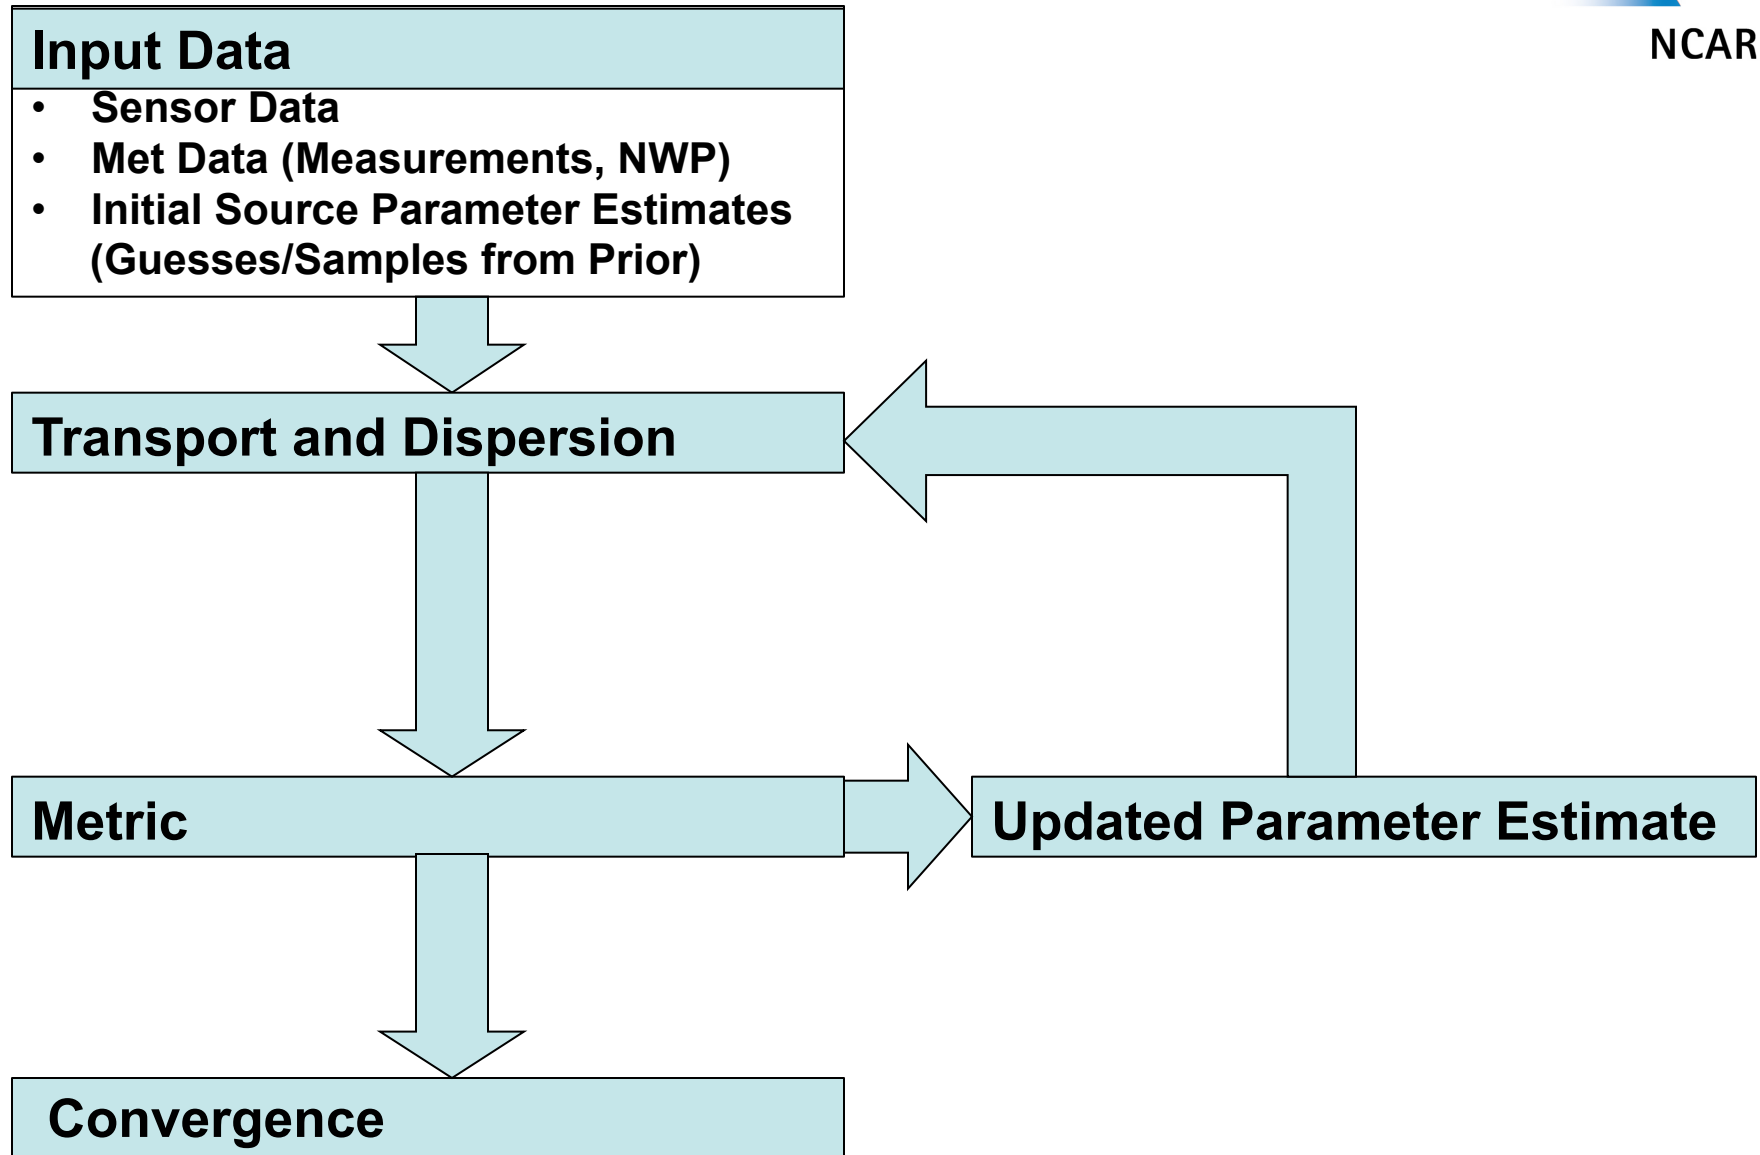 NCAR
Input Data
• Sensor Data
• Met Data (Measurements, NWP)
• Initial Source Parameter Estimates
(Guesses/Samples from Prior)
Transport and Dispersion
Metric
Updated Parameter Estimate
Convergence